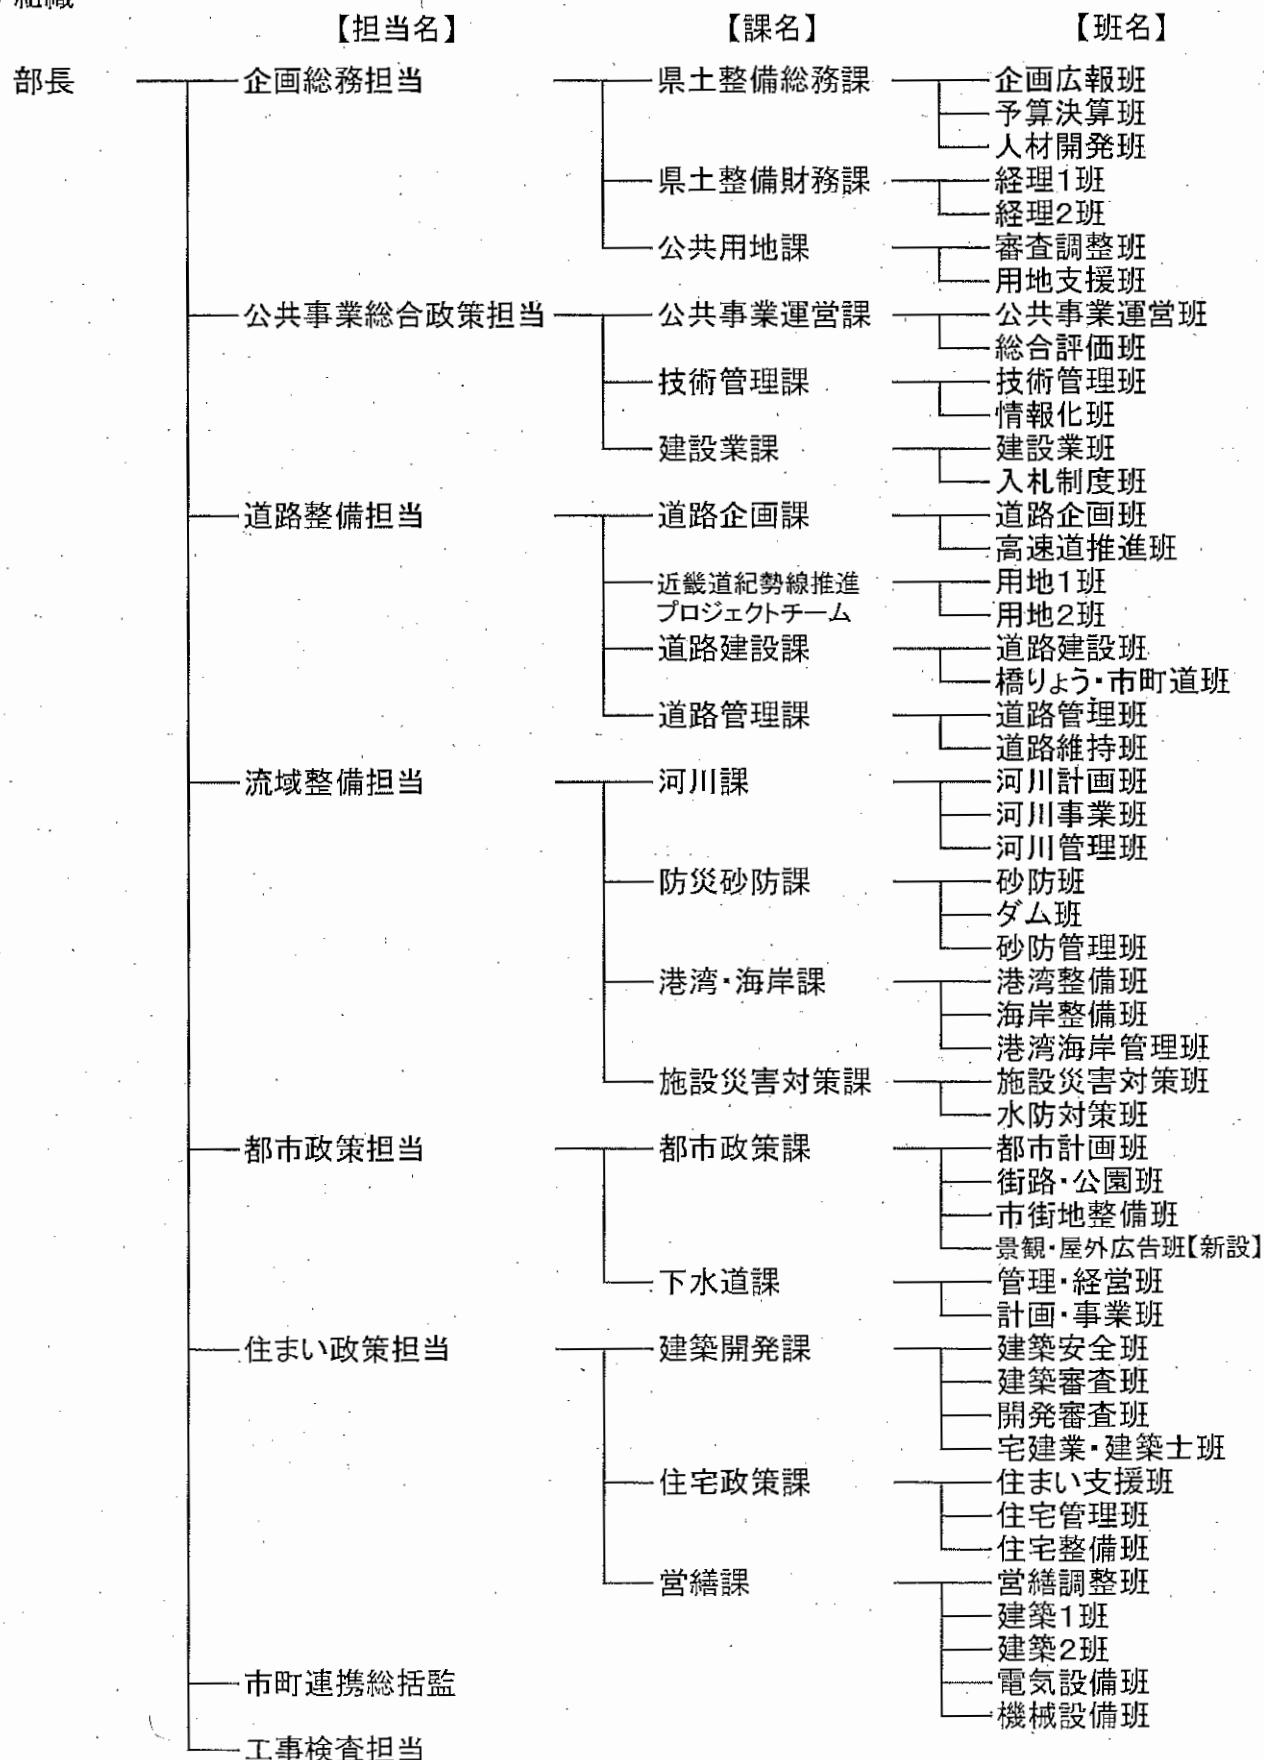 組織
【担当名】 【課名】 【班名】
部長 企画総務担当 県土整備総務課 企画広報班
予算決算班
人材開発班
県土整備財務課 経理1班
経理2班
公共用地課 審査調整班
用地支援班
公共事業総合政策担当 公共事業運営課 公共事業運営班
総合評価班
技術管理課 技術管理班
情報化班
建設業課 建設業班
入札制度班
道路整備担当 道路企画課 道路企画班
高速道推進班
近畿道紀勢線推進 用地1班
プロジェクトチーム 用地2班
道路建設課 道路建設班
橋りょう・市町道班
道路管理課 道路管理班
道路維持班
流域整備担当 河川課 河川計画班
河川事業班
河川管理班
防災砂防課 砂防班
ダム班
砂防管理班
港湾・海岸課 港湾整備班
海岸整備班
港湾海岸管理班
施設災害対策課 施設災害対策班
水防対策班
都市政策担当 都市政策課 都市計画班
街路・公園班
市街地整備班
景観・屋外広告班【新設】
下水道課 管理・経営班
計画・事業班
住まい政策担当 建築開発課 建築安全班
建築審査班
開発審査班
宅建業・建築士班
住宅政策課 住まい支援班
住宅管理班
住宅整備班
営繕課 営繕調整班
建築1班
建築2班
市町連携総括監 電気設備班
機械設備班
工事検査担当